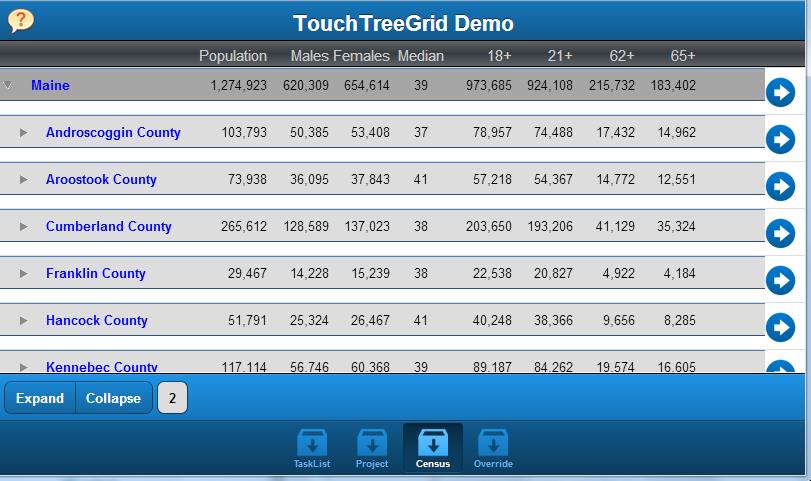 ?
TouchTreeGrid Demo
Population Males Females Median 18+ 21+ 62+ 65+
Maine 1,274,923 620,309 654,614 39 973,685 924,108 215,732 183,402
Androscoggin County 103,793 50,385 53,408 37 78,957 74,488 17,432 14,962
Aroostook County 73,938 36,095 37,843 41 57,218 54,367 14,772 12,551
Cumberland County 265,612 128,589 137,023 38 203,650 193,206 41,129 35,324
Franklin County 29,467 14,228 15,239 38 22,538 20,827 4,922 4,184
Hancock County 51,791 25,324 26,467 41 40,248 38,366 9,656 8,285
Kennebec County 117,114 56,746 60,368 39 89,187 84,262 19,574 16,605
Expand Collapse 2
TaskList Project Census Override